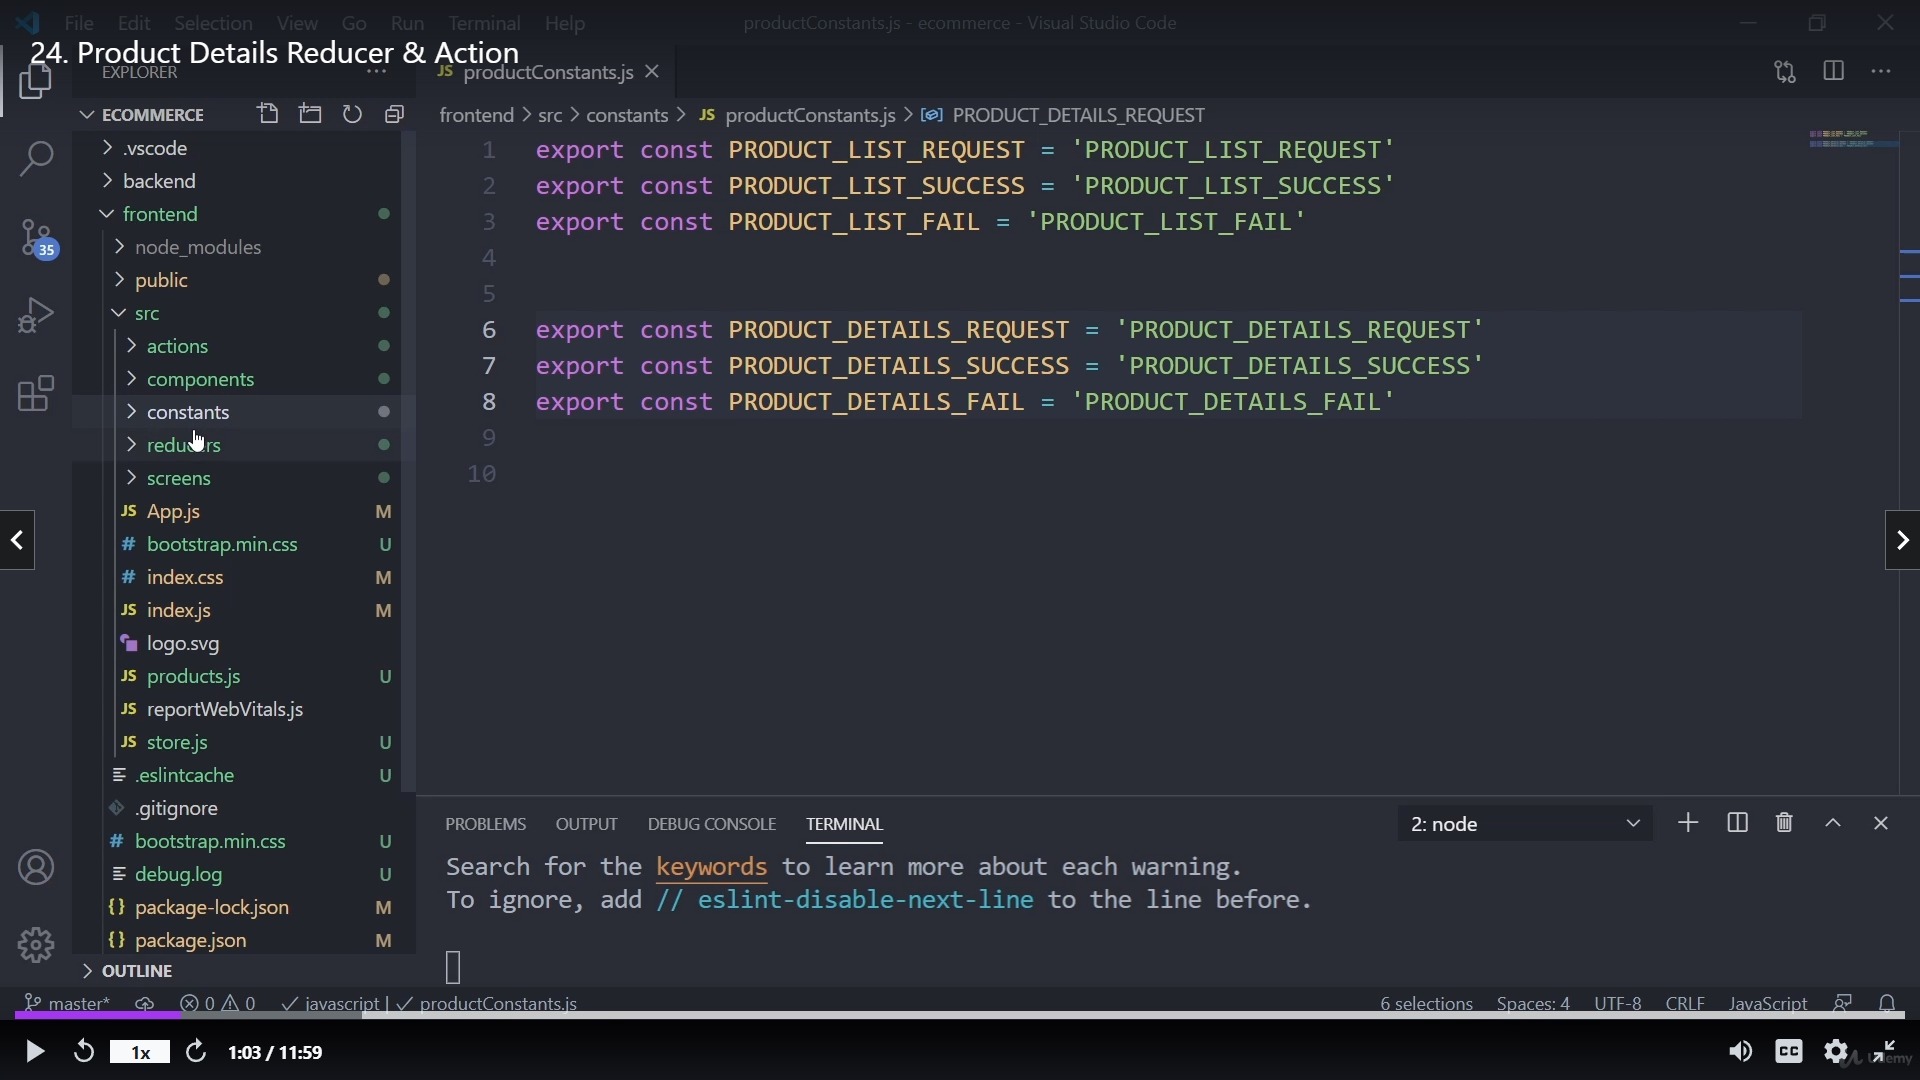 File Edit Selection View Go Run Terminal Help
productConstants.js - ecommerce - Visual Studio Code
24. Product Details Reducer & Action
EXPLORER
JS productConstants.js
ECOMMERCE
frontend > src > constants > JS productConstants.js > PRODUCT_DETAILS_REQUEST
.vscode
backend
frontend
node_modules
public
src
actions
components
constants
reducers
screens
JS App.js M
# bootstrap.min.css U
# index.css M
JS index.js M
logo.svg
JS products.js U
JS reportWebVitals.js
JS store.js U
.eslintcache U
.gitignore
# bootstrap.min.css U
debug.log U
{} package-lock.json M
{} package.json M
OUTLINE
35
1 export const PRODUCT_LIST_REQUEST = 'PRODUCT_LIST_REQUEST'
2 export const PRODUCT_LIST_SUCCESS = 'PRODUCT_LIST_SUCCESS'
3 export const PRODUCT_LIST_FAIL = 'PRODUCT_LIST_FAIL'
4
5
6 export const PRODUCT_DETAILS_REQUEST = 'PRODUCT_DETAILS_REQUEST'
7 export const PRODUCT_DETAILS_SUCCESS = 'PRODUCT_DETAILS_SUCCESS'
8 export const PRODUCT_DETAILS_FAIL = 'PRODUCT_DETAILS_FAIL'
9
10
PROBLEMS OUTPUT DEBUG CONSOLE TERMINAL
2: node
Search for the keywords to learn more about each warning.
To ignore, add // eslint-disable-next-line to the line before.
master* 0 0 javascript | productConstants.js
6 selections Spaces: 4 UTF-8 CRLF JavaScript
1x 1:03 / 11:59
CC
Udemy